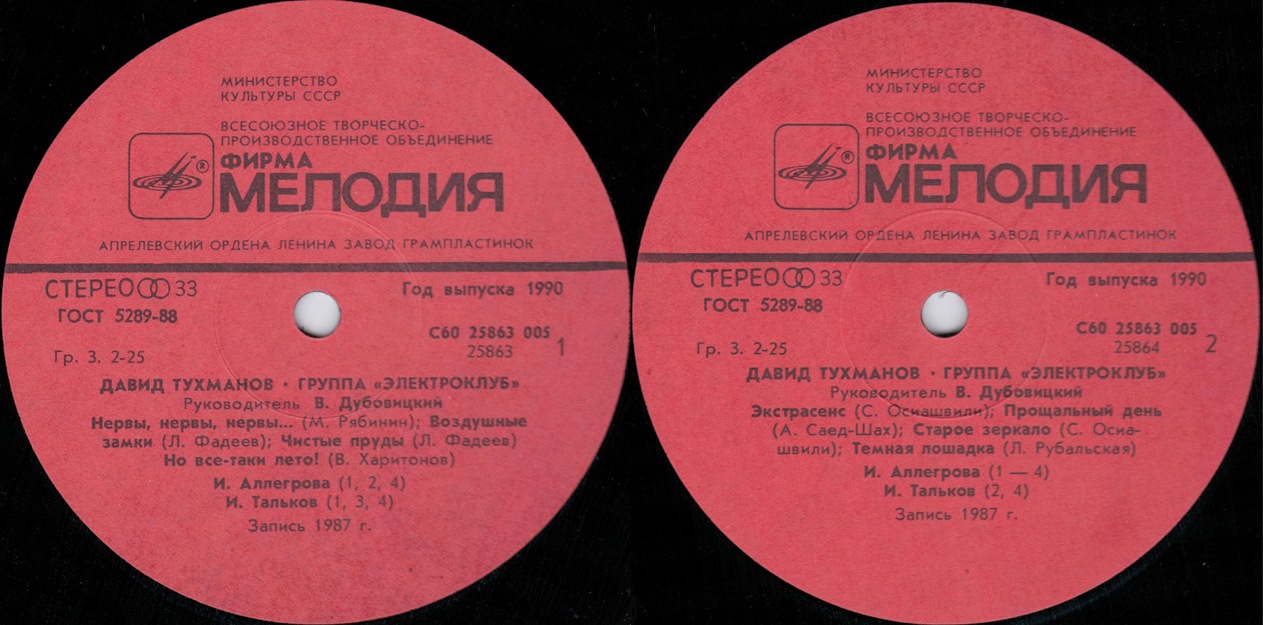 МИНИСТЕРСТВО
КУЛЬТУРЫ СССР
ВСЕСОЮЗНОЕ ТВОРЧЕСКО-
ПРОИЗВОДСТВЕННОЕ ОБЪЕДИНЕНИЕ
®
ФИРМА
МЕЛОДИЯ
АПРЕЛЕВСКИЙ ОРДЕНА ЛЕНИНА ЗАВОД ГРАМПЛАСТИНОК
СТЕРЕО 33
Год выпуска 1990
ГОСТ 5289-88
С60 25863 005
25863 1
Гр. 3. 2-25
ДАВИД ТУХМАНОВ · ГРУППА «ЭЛЕКТРОКЛУБ»
Руководитель В. Дубовицкий
Нервы, нервы, нервы... (М. Рябинин); Воздушные
замки (Л. Фадеев); Чистые пруды (Л. Фадеев)
Но все-таки лето! (В. Харитонов)
И. Аллегрова (1, 2, 4)
И. Тальков (1, 3, 4)
Запись 1987 г.
МИНИСТЕРСТВО
КУЛЬТУРЫ СССР
ВСЕСОЮЗНОЕ ТВОРЧЕСКО-
ПРОИЗВОДСТВЕННОЕ ОБЪЕДИНЕНИЕ
®
ФИРМА
МЕЛОДИЯ
АПРЕЛЕВСКИЙ ОРДЕНА ЛЕНИНА ЗАВОД ГРАМПЛАСТИНОК
СТЕРЕО 33
Год выпуска 1990
ГОСТ 5289-88
С60 25863 005
25864 2
Гр. 3. 2-25
ДАВИД ТУХМАНОВ · ГРУППА «ЭЛЕКТРОКЛУБ»
Руководитель В. Дубовицкий
Экстрасенс (С. Осиашвили); Прощальный день
(А. Саед-Шах); Старое зеркало (С. Осиа-
швили); Темная лошадка (Л. Рубальская)
И. Аллегрова (1 — 4)
И. Тальков (2, 4)
Запись 1987 г.